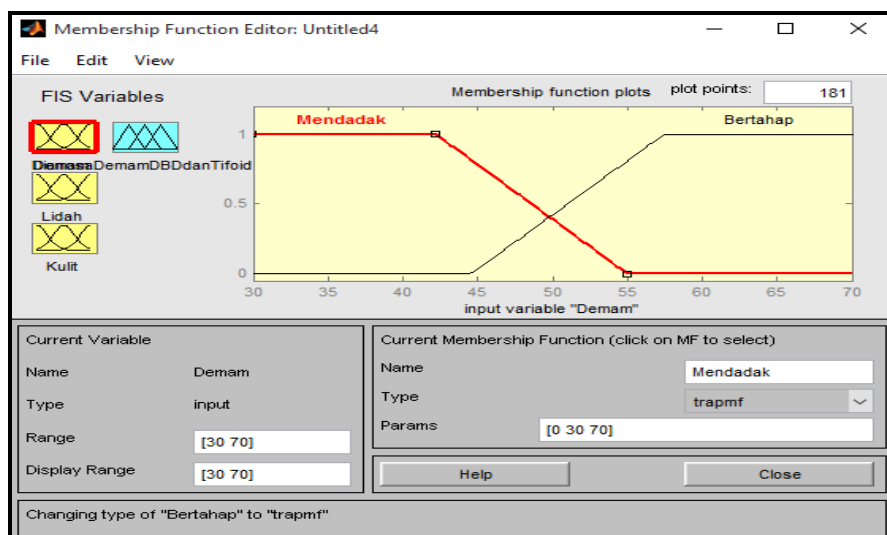 Membership Function Editor: Untitled4
File Edit View
FIS Variables
Membership function plots plot points: 181
Mendadak
Bertahap
1
0.5
0
30 35 40 45 50 55 60 65 70
input variable "Demam"
DemamDBDdanTifoid
Lidah
Kulit
Current Variable
Name Demam
Type input
Range [30 70]
Display Range [30 70]
Current Membership Function (click on MF to select)
Name Mendadak
Type trapmf
Params [0 30 70]
Help Close
Changing type of "Bertahap" to "trapmf"